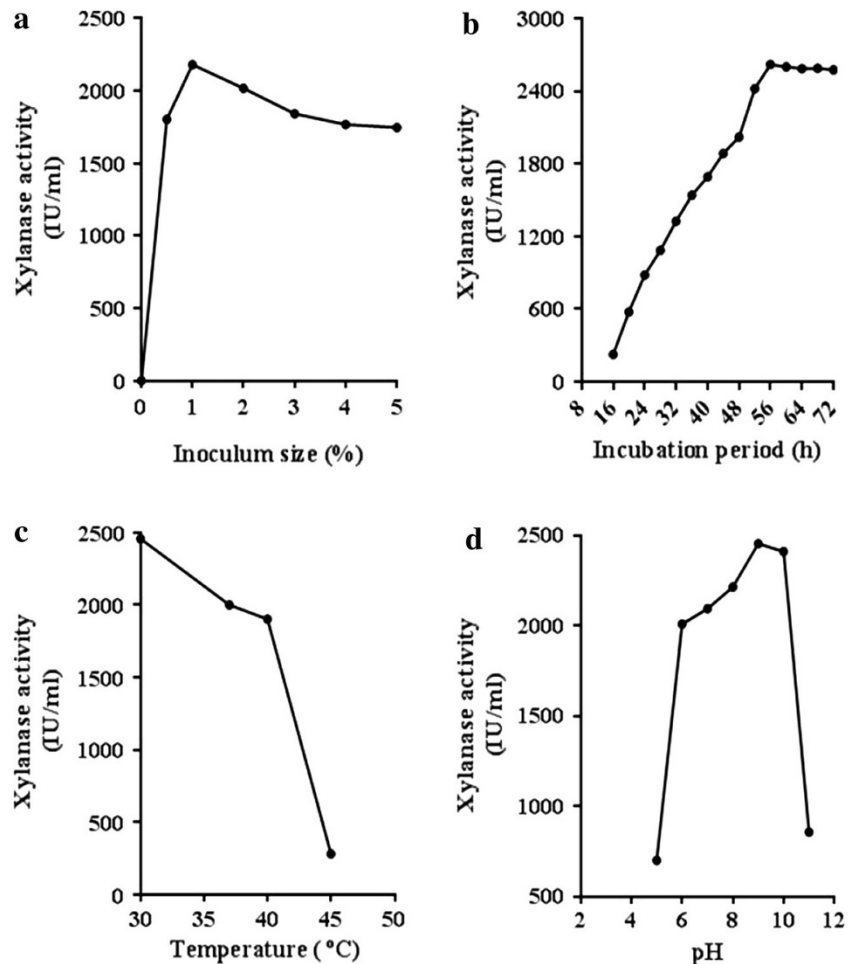 a
2500
2000
1500
1000
500
0
Xylanase activity
(IU/ml)
0 1 2 3 4 5
Inoculum size (%)
b
3000
2400
1800
1200
600
0
Xylanase activity
(IU/ml)
8 16 24 32 40 48 56 64 72
Incubation period (h)
c
2500
2000
1500
1000
500
0
Xylanase activity
(IU/ml)
30 35 40 45 50
Temperature (°C)
d
2500
2000
1500
1000
500
Xylanase activity
(IU/ml)
2 4 6 8 10 12
pH